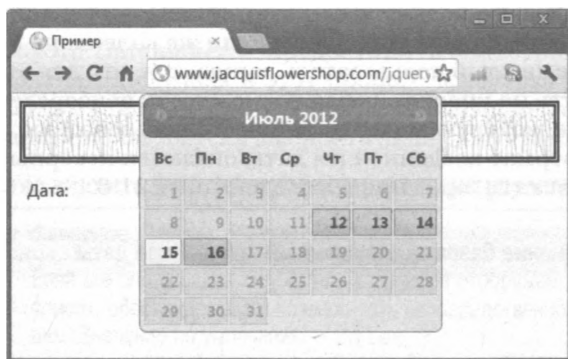 Пример
www.jacquisflowershop.com/jquery
Июль 2012
Вс Пн Вт Ср Чт Пт Сб
Дата:
1 2 3 4 5 6 7
8 9 10 11 12 13 14
15 16 17 18 19 20 21
22 23 24 25 26 27 28
29 30 31